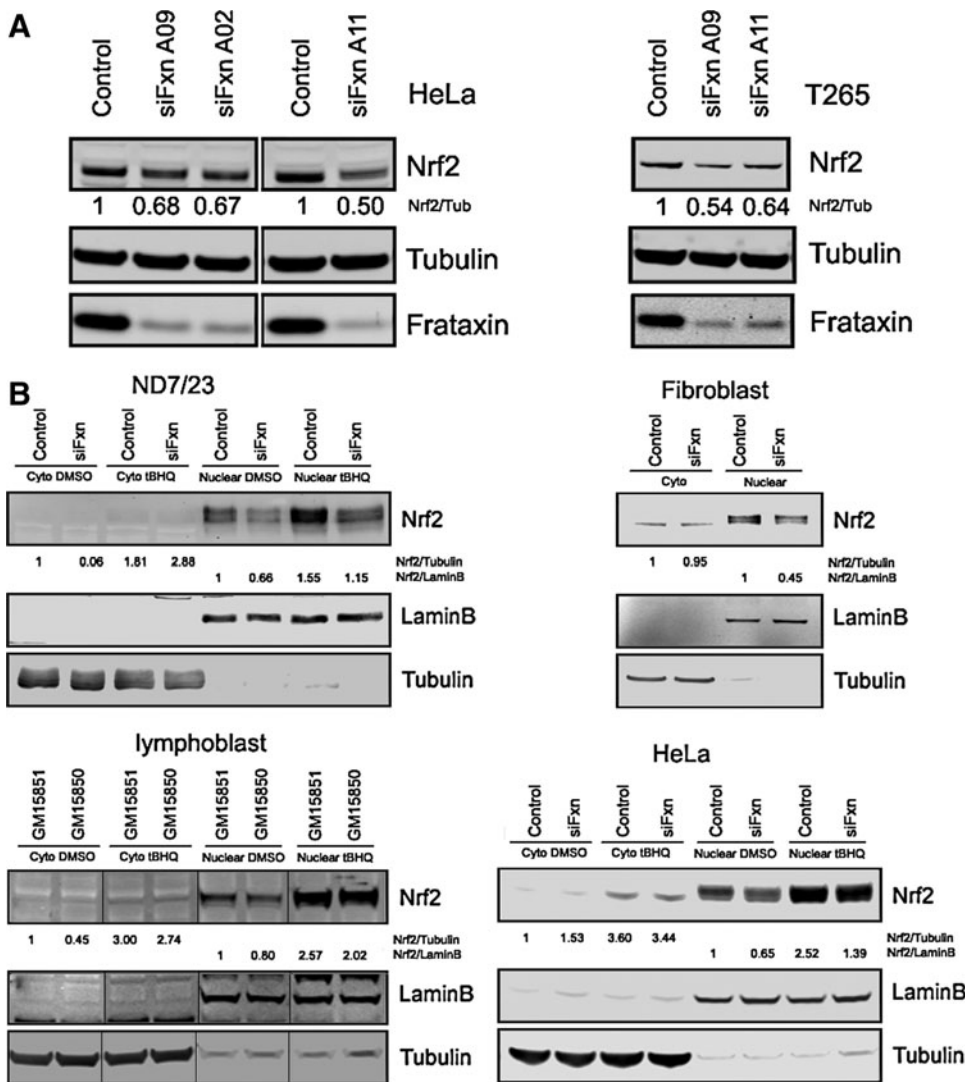 A
Control
siFxn A09
siFxn A02
Control
siFxn A11
HeLa
Nrf2
1 0.68 0.67 1 0.50 Nrf2/Tub
Tubulin
Frataxin
Control
siFxn A09
siFxn A11
T265
Nrf2
1 0.54 0.64 Nrf2/Tub
Tubulin
Frataxin
B
ND7/23
Control
siFxn
Control
siFxn
Control
siFxn
Control
siFxn
Cyto DMSO Cyto tBHQ Nuclear DMSO Nuclear tBHQ
Nrf2
1 0.06 1.81 2.88 Nrf2/Tubulin
1 0.66 1.55 1.15 Nrf2/LaminB
LaminB
Tubulin
Fibroblast
Control
siFxn
Control
siFxn
Cyto Nuclear
Nrf2
1 0.95 Nrf2/Tubulin
1 0.45 Nrf2/LaminB
LaminB
Tubulin
lymphoblast
GM15851
GM15850
GM15851
GM15850
GM15851
GM15850
GM15851
GM15850
Cyto DMSO Cyto tBHQ Nuclear DMSO Nuclear tBHQ
Nrf2
1 0.45 3.00 2.74 Nrf2/Tubulin
1 0.80 2.57 2.02 Nrf2/LaminB
LaminB
Tubulin
HeLa
Control
siFxn
Control
siFxn
Control
siFxn
Control
siFxn
Cyto DMSO Cyto tBHQ Nuclear DMSO Nuclear tBHQ
Nrf2
1 1.53 3.60 3.44 Nrf2/Tubulin
1 0.65 2.52 1.39 Nrf2/LaminB
LaminB
Tubulin